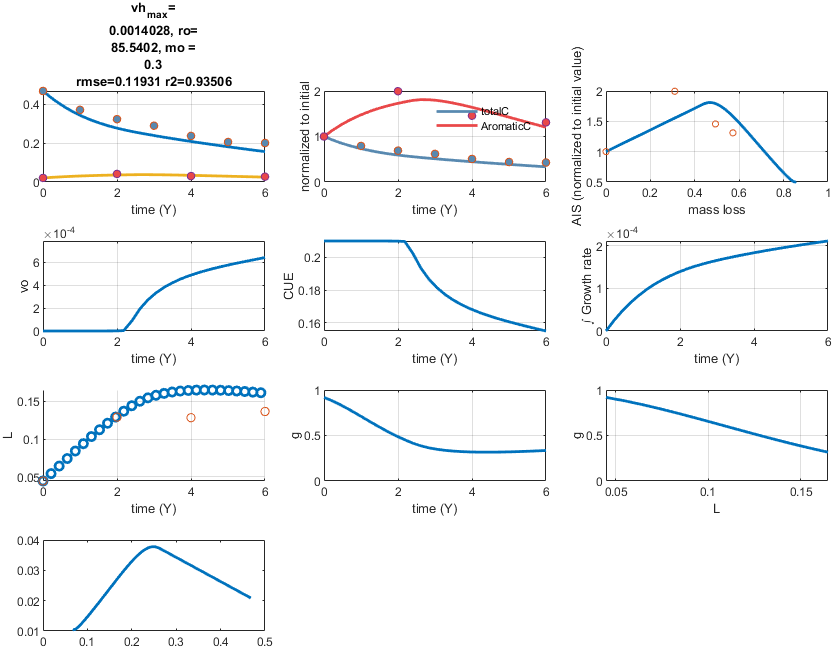 vh_max=
0.0014028, ro=
85.5402, mo =
0.3
rmse=0.11931 r2=0.93506
0.4
0.2
0
0 2 4 6
time (Y)
normalized to initial
2
1
0
totalC
AromaticC
0 2 4 6
time (Y)
AIS (normalized to initial value)
2
1.5
1
0.5
0 0.2 0.4 0.6 0.8 1
mass loss
×10^-4
vo
6
4
2
0
0 2 4 6
time (Y)
CUE
0.2
0.18
0.16
0 2 4 6
time (Y)
×10^-4
∫ Growth rate
2
1
0
0 2 4 6
time (Y)
L
0.15
0.1
0.05
0 2 4 6
time (Y)
g
1
0.5
0
0 2 4 6
time (Y)
g
1
0.5
0
0.05 0.1 0.15
L
0.04
0.03
0.02
0.01
0 0.1 0.2 0.3 0.4 0.5